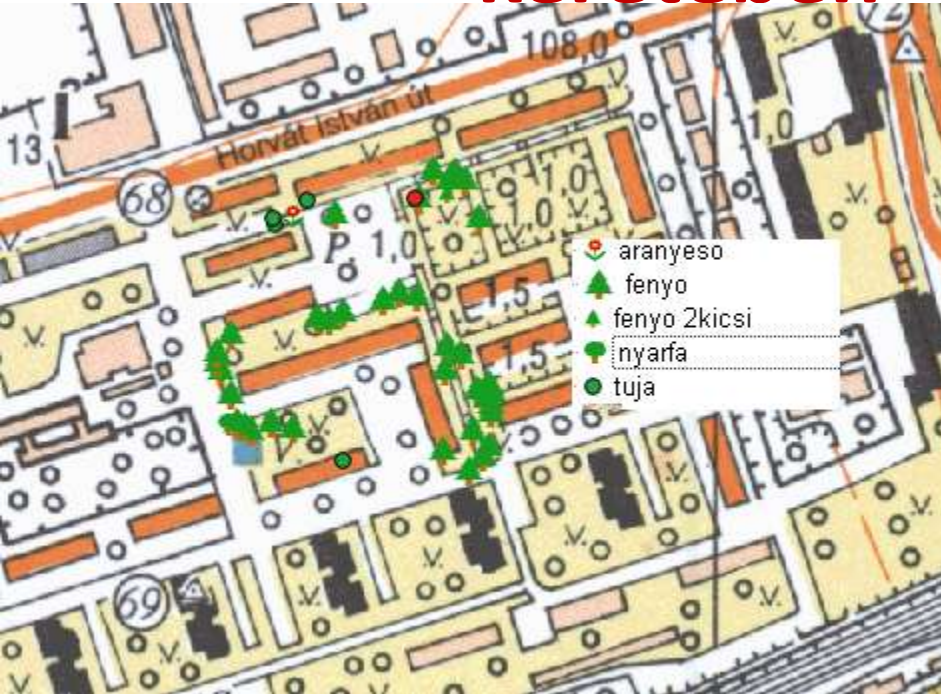 108,0
72
13
Horvát István út
1,0
68
V.
1,0
1,0
P. 1,0
1,5
1,5
aranyeso
fenyo
fenyo 2kicsi
nyarfa
tuja
69
V.
V.
V.
V.